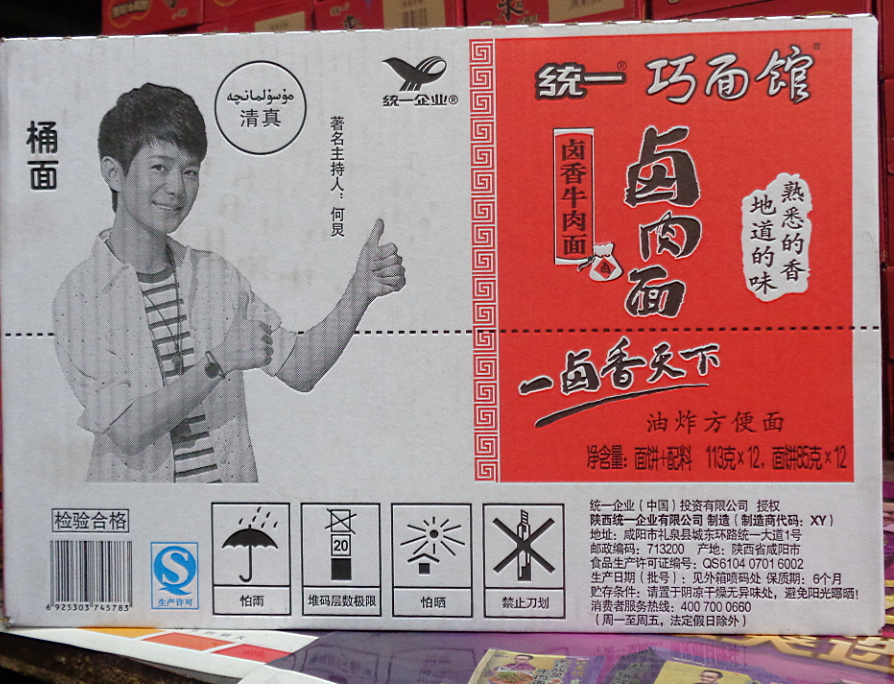 桶面
مۇسۇلمانچە
清真
著名主持人：何炅
统一企业®
统一® 巧面馆
卤香牛肉面
卤肉面
卤
熟悉的香
地道的味
一卤香天下
油炸方便面
净含量：面饼+配料 113克×12，面饼85克×12
检验合格
6 925303 745783
QS
生产许可
怕雨
20
堆码层数极限
怕晒
禁止刀划
统一企业（中国）投资有限公司 授权
陕西统一企业有限公司 制造（制造商代码：XY）
地址：咸阳市礼泉县城东环路统一大道1号
邮政编码：713200 产地：陕西省咸阳市
食品生产许可证编号：QS6104 0701 6002
生产日期（批号）：见外箱喷码处 保质期：6个月
贮存条件：请置于阴凉干燥无异味处，避免阳光曝晒！
消费者服务热线：400 700 0660
（周一至周五，法定假日除外）